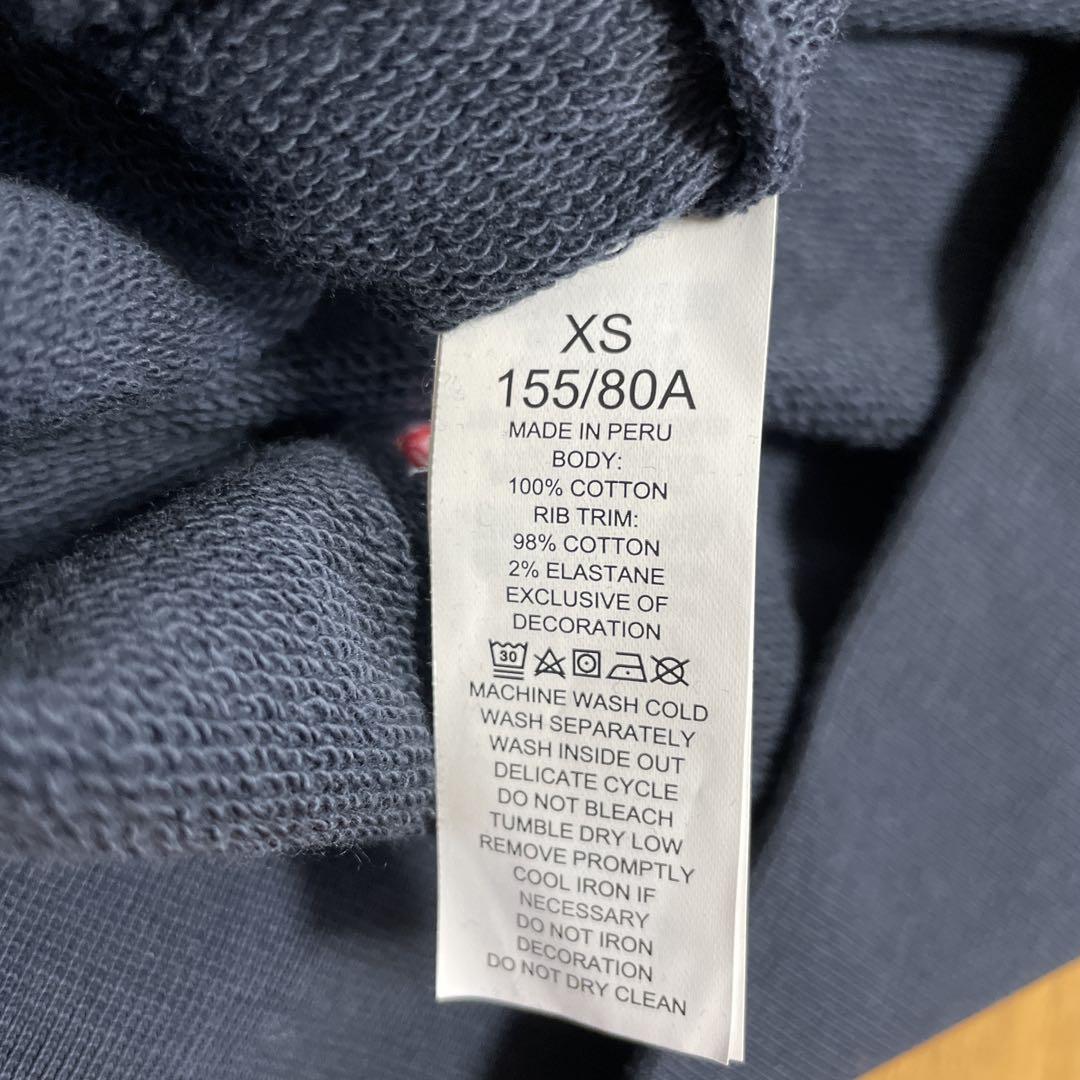 XS
155/80A
MADE IN PERU
BODY:
100% COTTON
RIB TRIM:
98% COTTON
2% ELASTANE
EXCLUSIVE OF
DECORATION
30
MACHINE WASH COLD
WASH SEPARATELY
WASH INSIDE OUT
DELICATE CYCLE
DO NOT BLEACH
TUMBLE DRY LOW
REMOVE PROMPTLY
COOL IRON IF
NECESSARY
DO NOT IRON
DECORATION
DO NOT DRY CLEAN